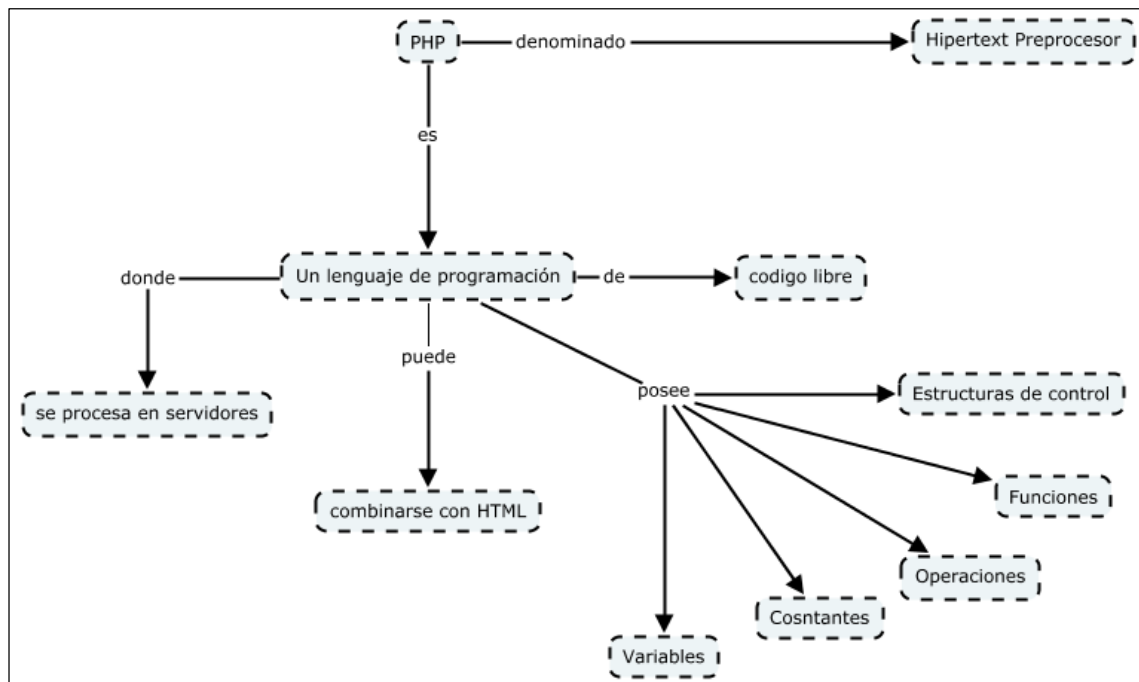 PHP
denominado
Hipertext Preprocesor
es
donde
Un lenguaje de programación
de
codigo libre
puede
posee
Estructuras de control
se procesa en servidores
Funciones
combinarse con HTML
Operaciones
Cosntantes
Variables